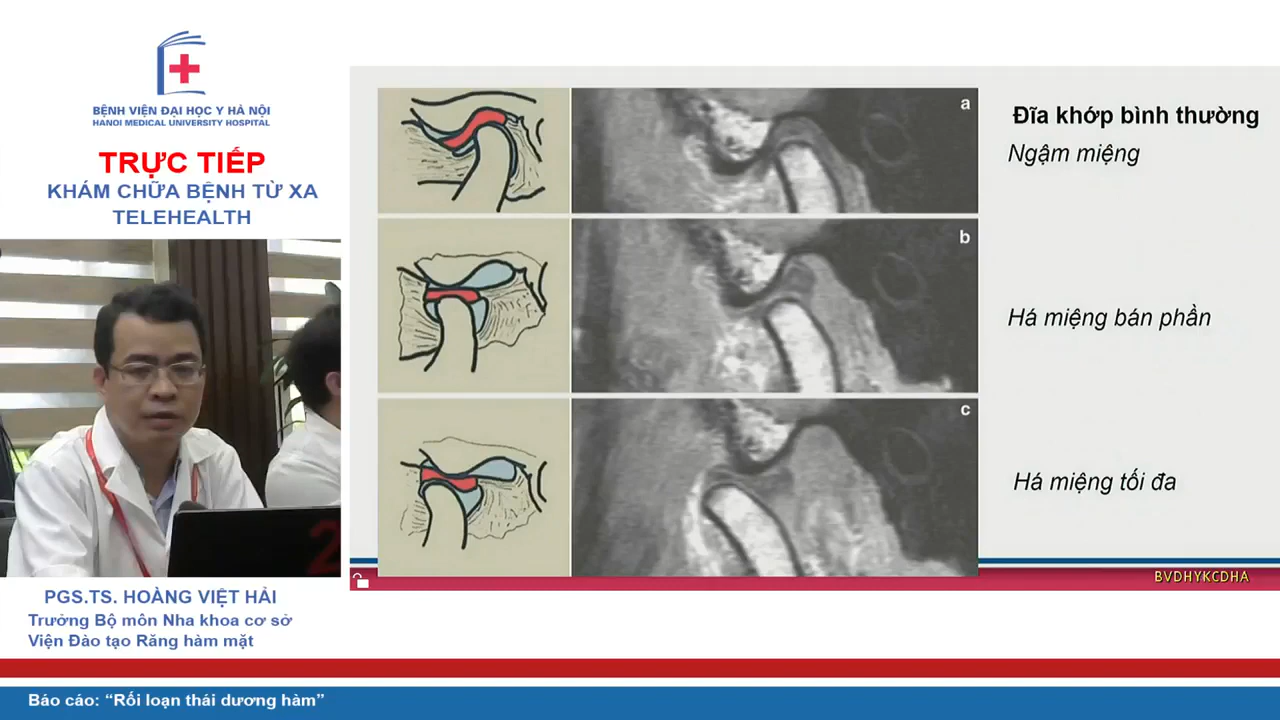 BỆNH VIỆN ĐẠI HỌC Y HÀ NỘI
HANOI MEDICAL UNIVERSITY HOSPITAL
TRỰC TIẾP
KHÁM CHỮA BỆNH TỪ XA
TELEHEALTH
PGS.TS. HOÀNG VIỆT HẢI
Trưởng Bộ môn Nha khoa cơ sở
Viện Đào tạo Răng hàm mặt
a
Đĩa khớp bình thường
Ngậm miệng
b
Há miệng bán phần
c
Há miệng tối đa
BVDHYKCDHA
2
Báo cáo: “Rối loạn thái dương hàm”